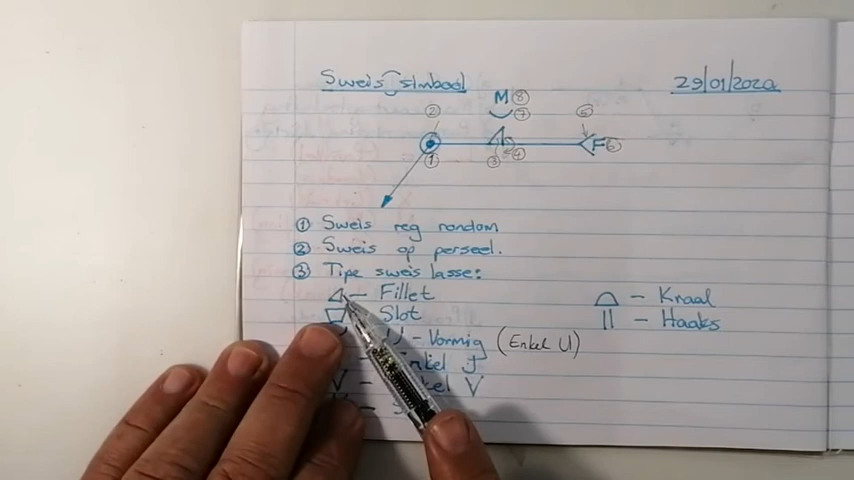 Sweis simbool 29/01/2020
M 8
2 7 5
F 6
1 3 4
1 Sweis reg rondom
2 Sweis op perseel.
3 Tipe sweis lasse:
— Fillet
Slot
U - Vormig (Enkel U)
Enkel J
V — V
— Kraal
|| — Haaks